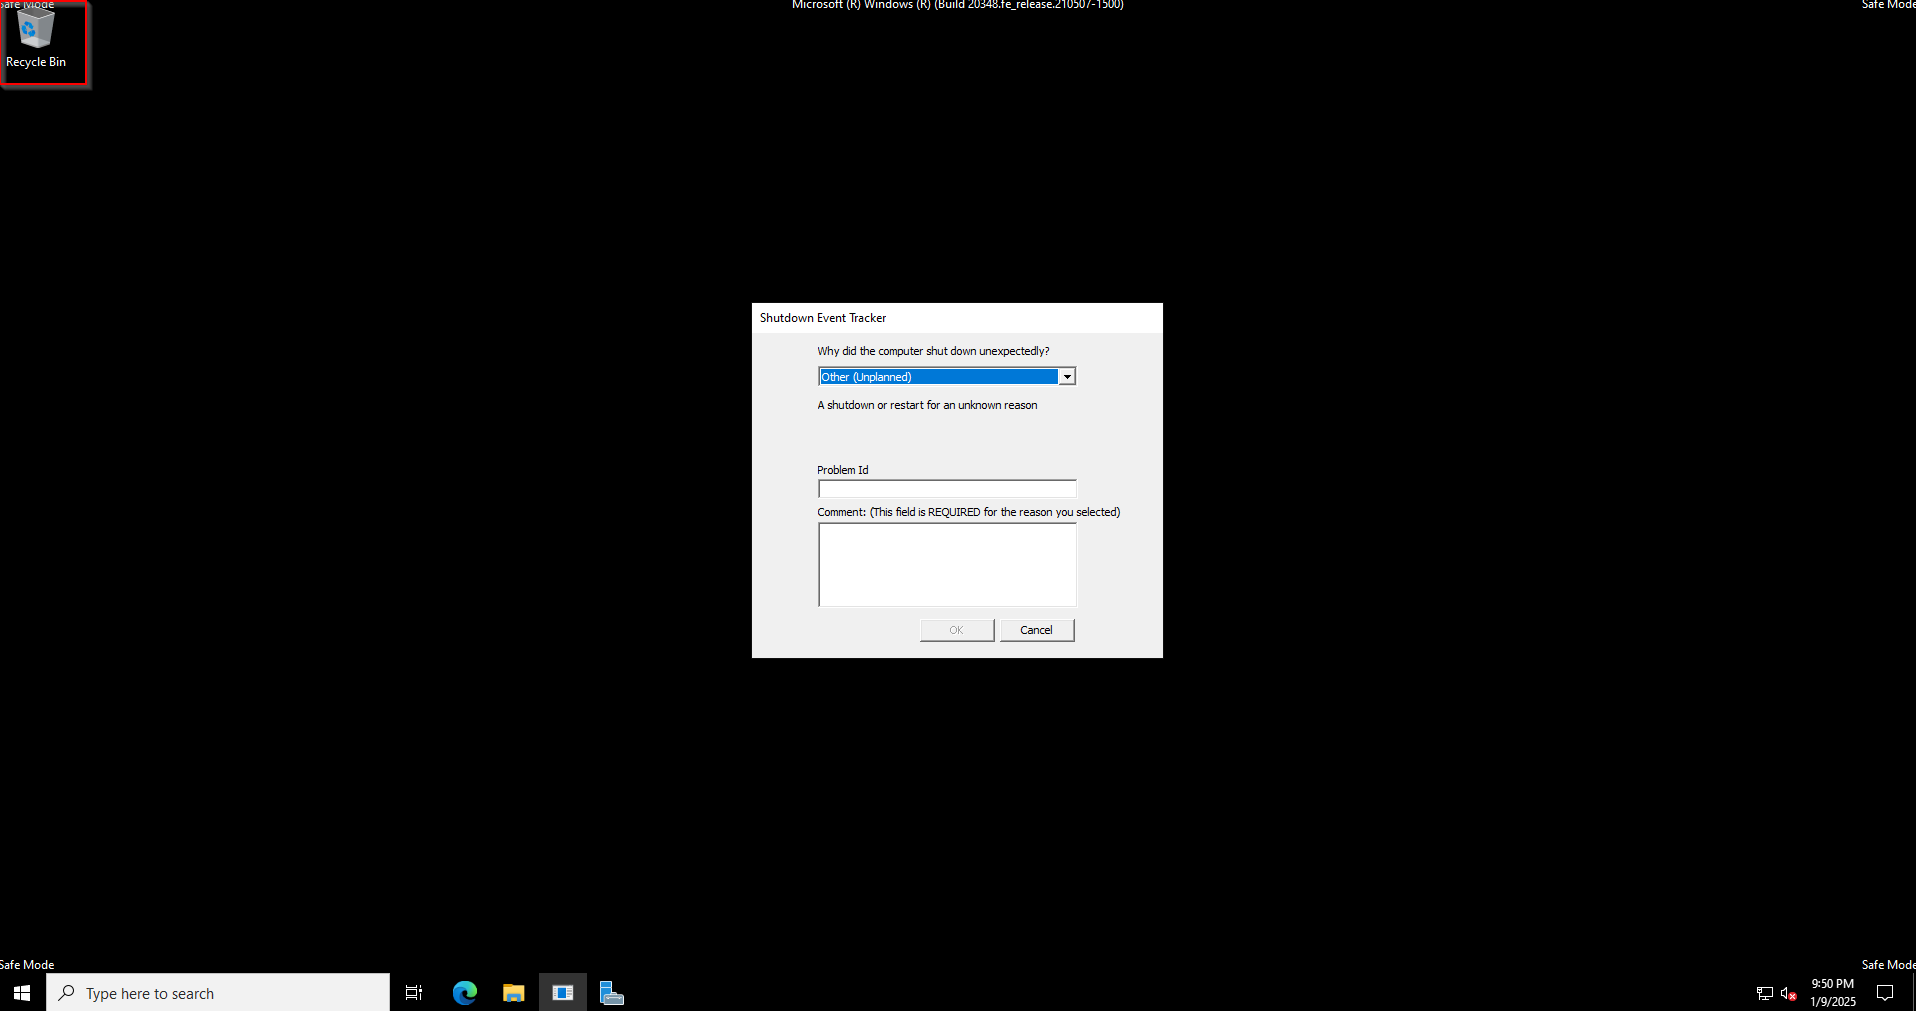 Safe Mode
Microsoft (R) Windows (R) (Build 20348.fe_release.210507-1500)
Safe Mode
Recycle Bin
Shutdown Event Tracker
Why did the computer shut down unexpectedly?
Other (Unplanned)
A shutdown or restart for an unknown reason
Problem Id
Comment: (This field is REQUIRED for the reason you selected)
OK
Cancel
Safe Mode
Safe Mode
Type here to search
9:50 PM
1/9/2025